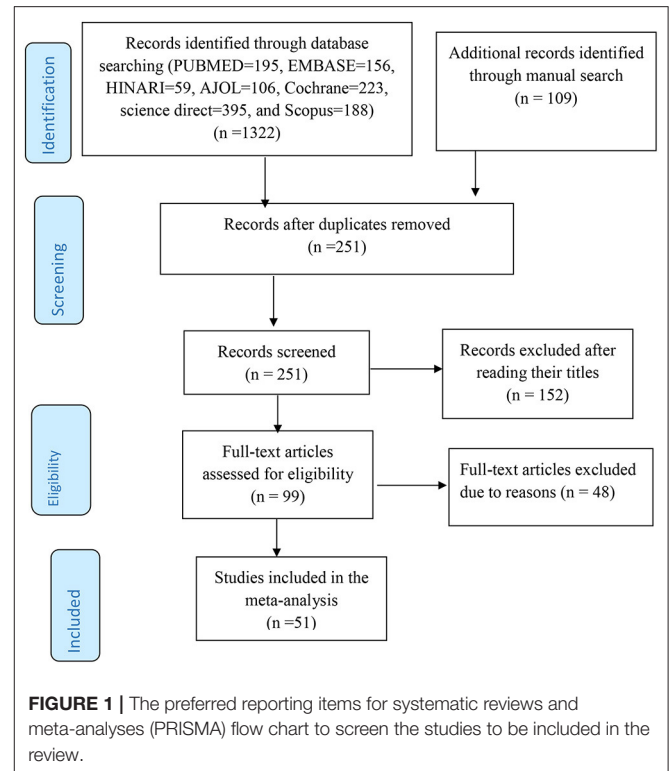 Identification
Records identified through database
searching (PUBMED=195, EMBASE=156,
HINARI=59, AJOL=106, Cochrane=223,
science direct=395, and Scopus=188)
(n =1322)
Additional records identified
through manual search
(n = 109)
Screening
Records after duplicates removed
(n =251)
Records screened
(n = 251)
Records excluded after
reading their titles
(n = 152)
Eligibility
Full-text articles
assessed for eligibility
(n = 99)
Full-text articles excluded
due to reasons (n = 48)
Included
Studies included in the
meta-analysis
(n =51)
FIGURE 1 | The preferred reporting items for systematic reviews and
meta-analyses (PRISMA) flow chart to screen the studies to be included in the
review.